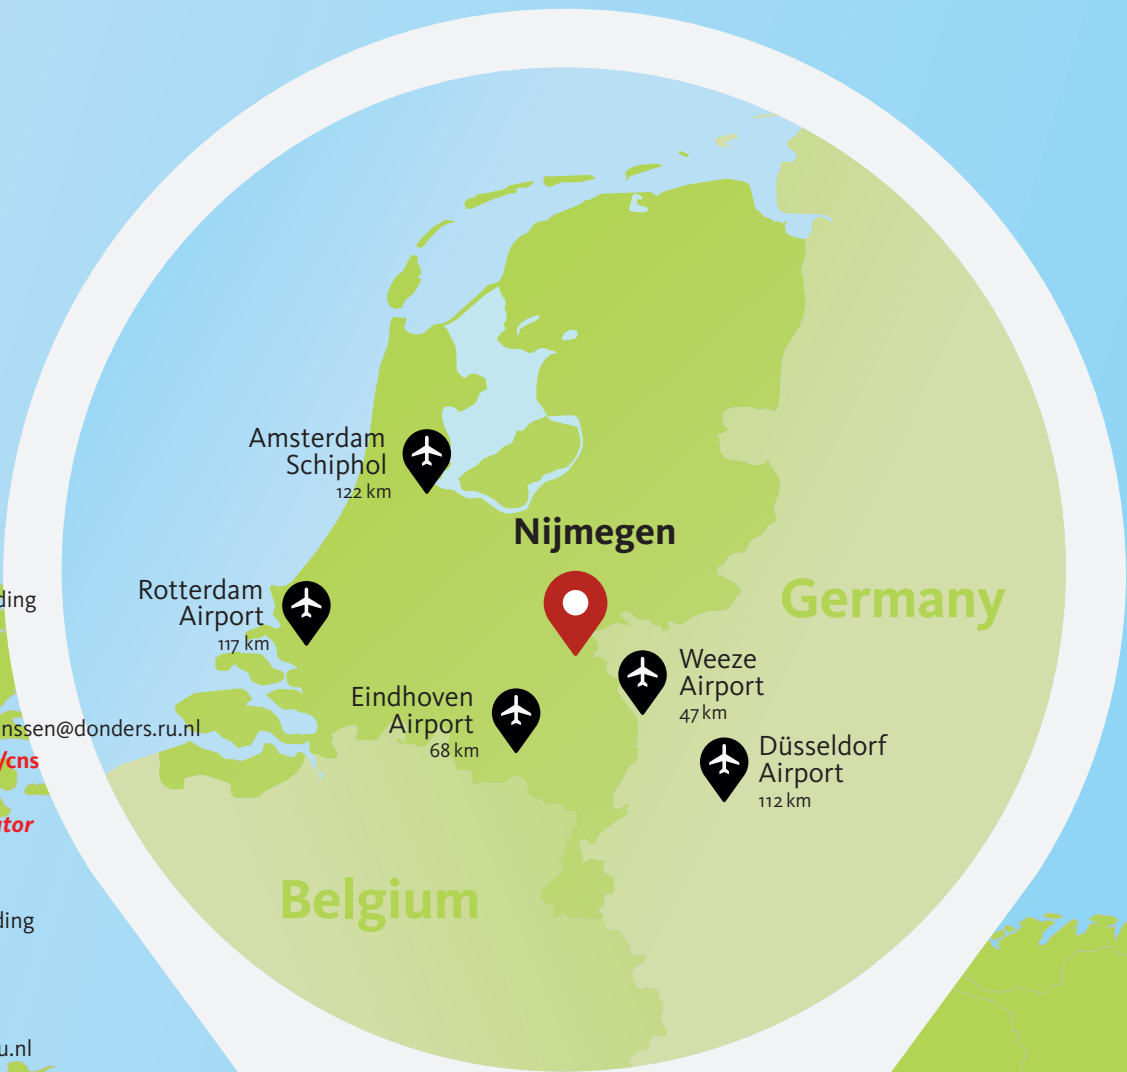 Amsterdam
Schiphol
122 km
Nijmegen
Rotterdam
Airport
117 km
Germany
Weeze
Airport
47 km
Eindhoven
Airport
68 km
Düsseldorf
Airport
112 km
Belgium
ding
nssen@donders.ru.nl
/cns
tor
ding
u.nl